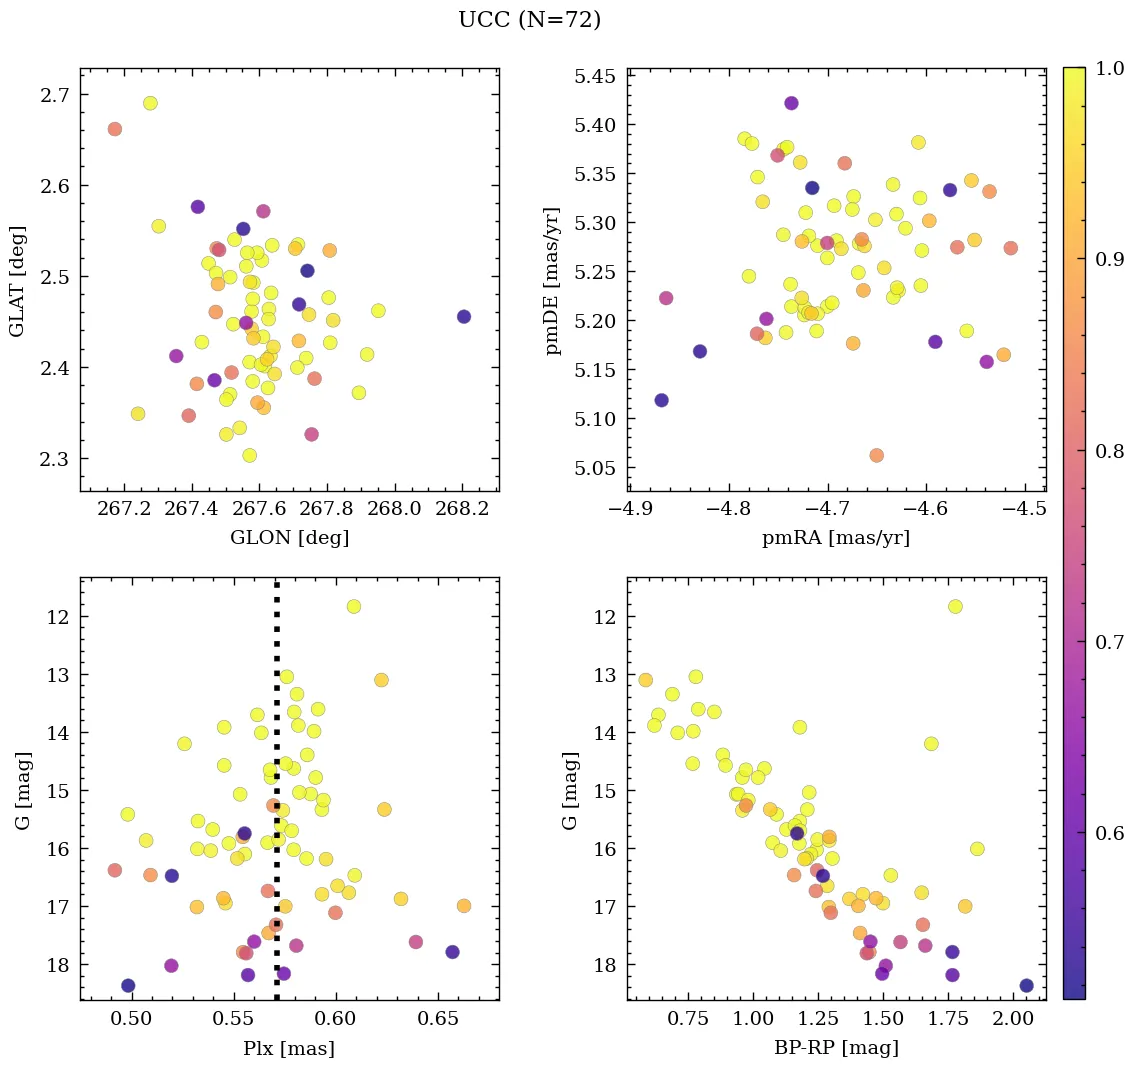 UCC (N=72)
2.7
2.6
2.5
2.4
2.3
GLAT [deg]
267.2 267.4 267.6 267.8 268.0 268.2
GLON [deg]
5.45
5.40
5.35
5.30
5.25
5.20
5.15
5.10
5.05
pmDE [mas/yr]
−4.9 −4.8 −4.7 −4.6 −4.5
pmRA [mas/yr]
1.0
0.9
0.8
0.7
0.6
12
13
14
15
16
17
18
G [mag]
0.50 0.55 0.60 0.65
Plx [mas]
12
13
14
15
16
17
18
G [mag]
0.75 1.00 1.25 1.50 1.75 2.00
BP-RP [mag]